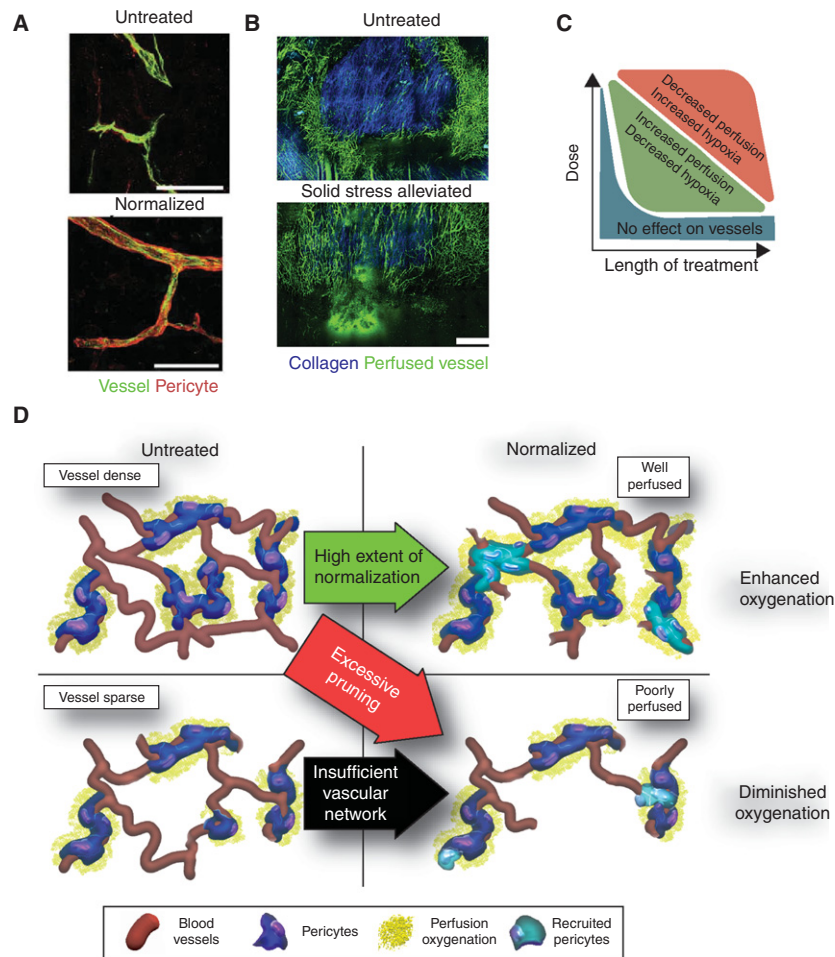 A
Untreated
Normalized
Vessel Pericyte
B
Untreated
Solid stress alleviated
Collagen Perfused vessel
C
Dose
Decreased perfusion
Increased hypoxia
Increased perfusion
Decreased hypoxia
No effect on vessels
Length of treatment
D
Untreated
Normalized
Vessel dense
Well
perfused
High extent of
normalization
Enhanced
oxygenation
Excessive
pruning
Vessel sparse
Poorly
perfused
Insufficient
vascular
network
Diminished
oxygenation
Blood
vessels
Pericytes
Perfusion
oxygenation
Recruited
pericytes